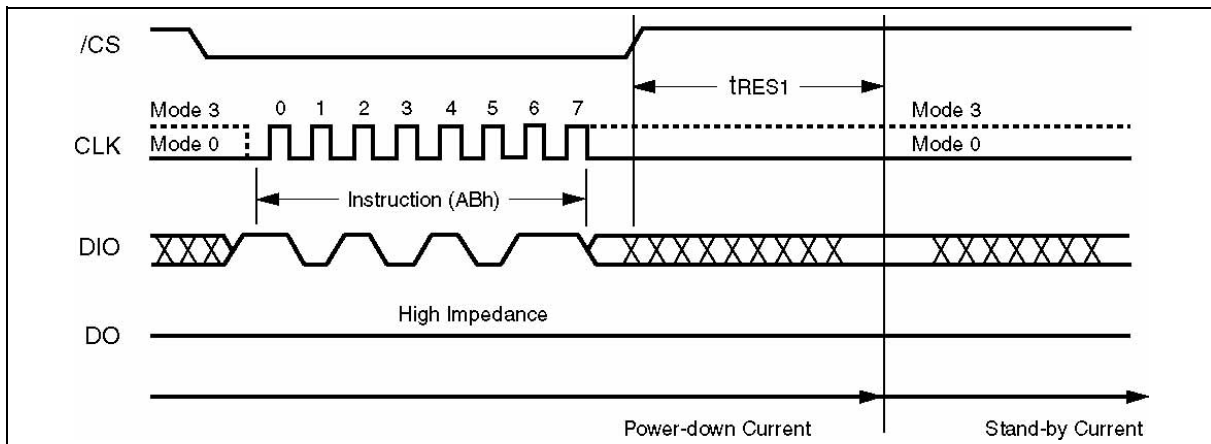 /CS
tRES1
Mode 3 0 1 2 3 4 5 6 7 Mode 3
CLK Mode 0 Mode 0
Instruction (ABh)
DIO
High Impedance
DO
Power-down Current Stand-by Current